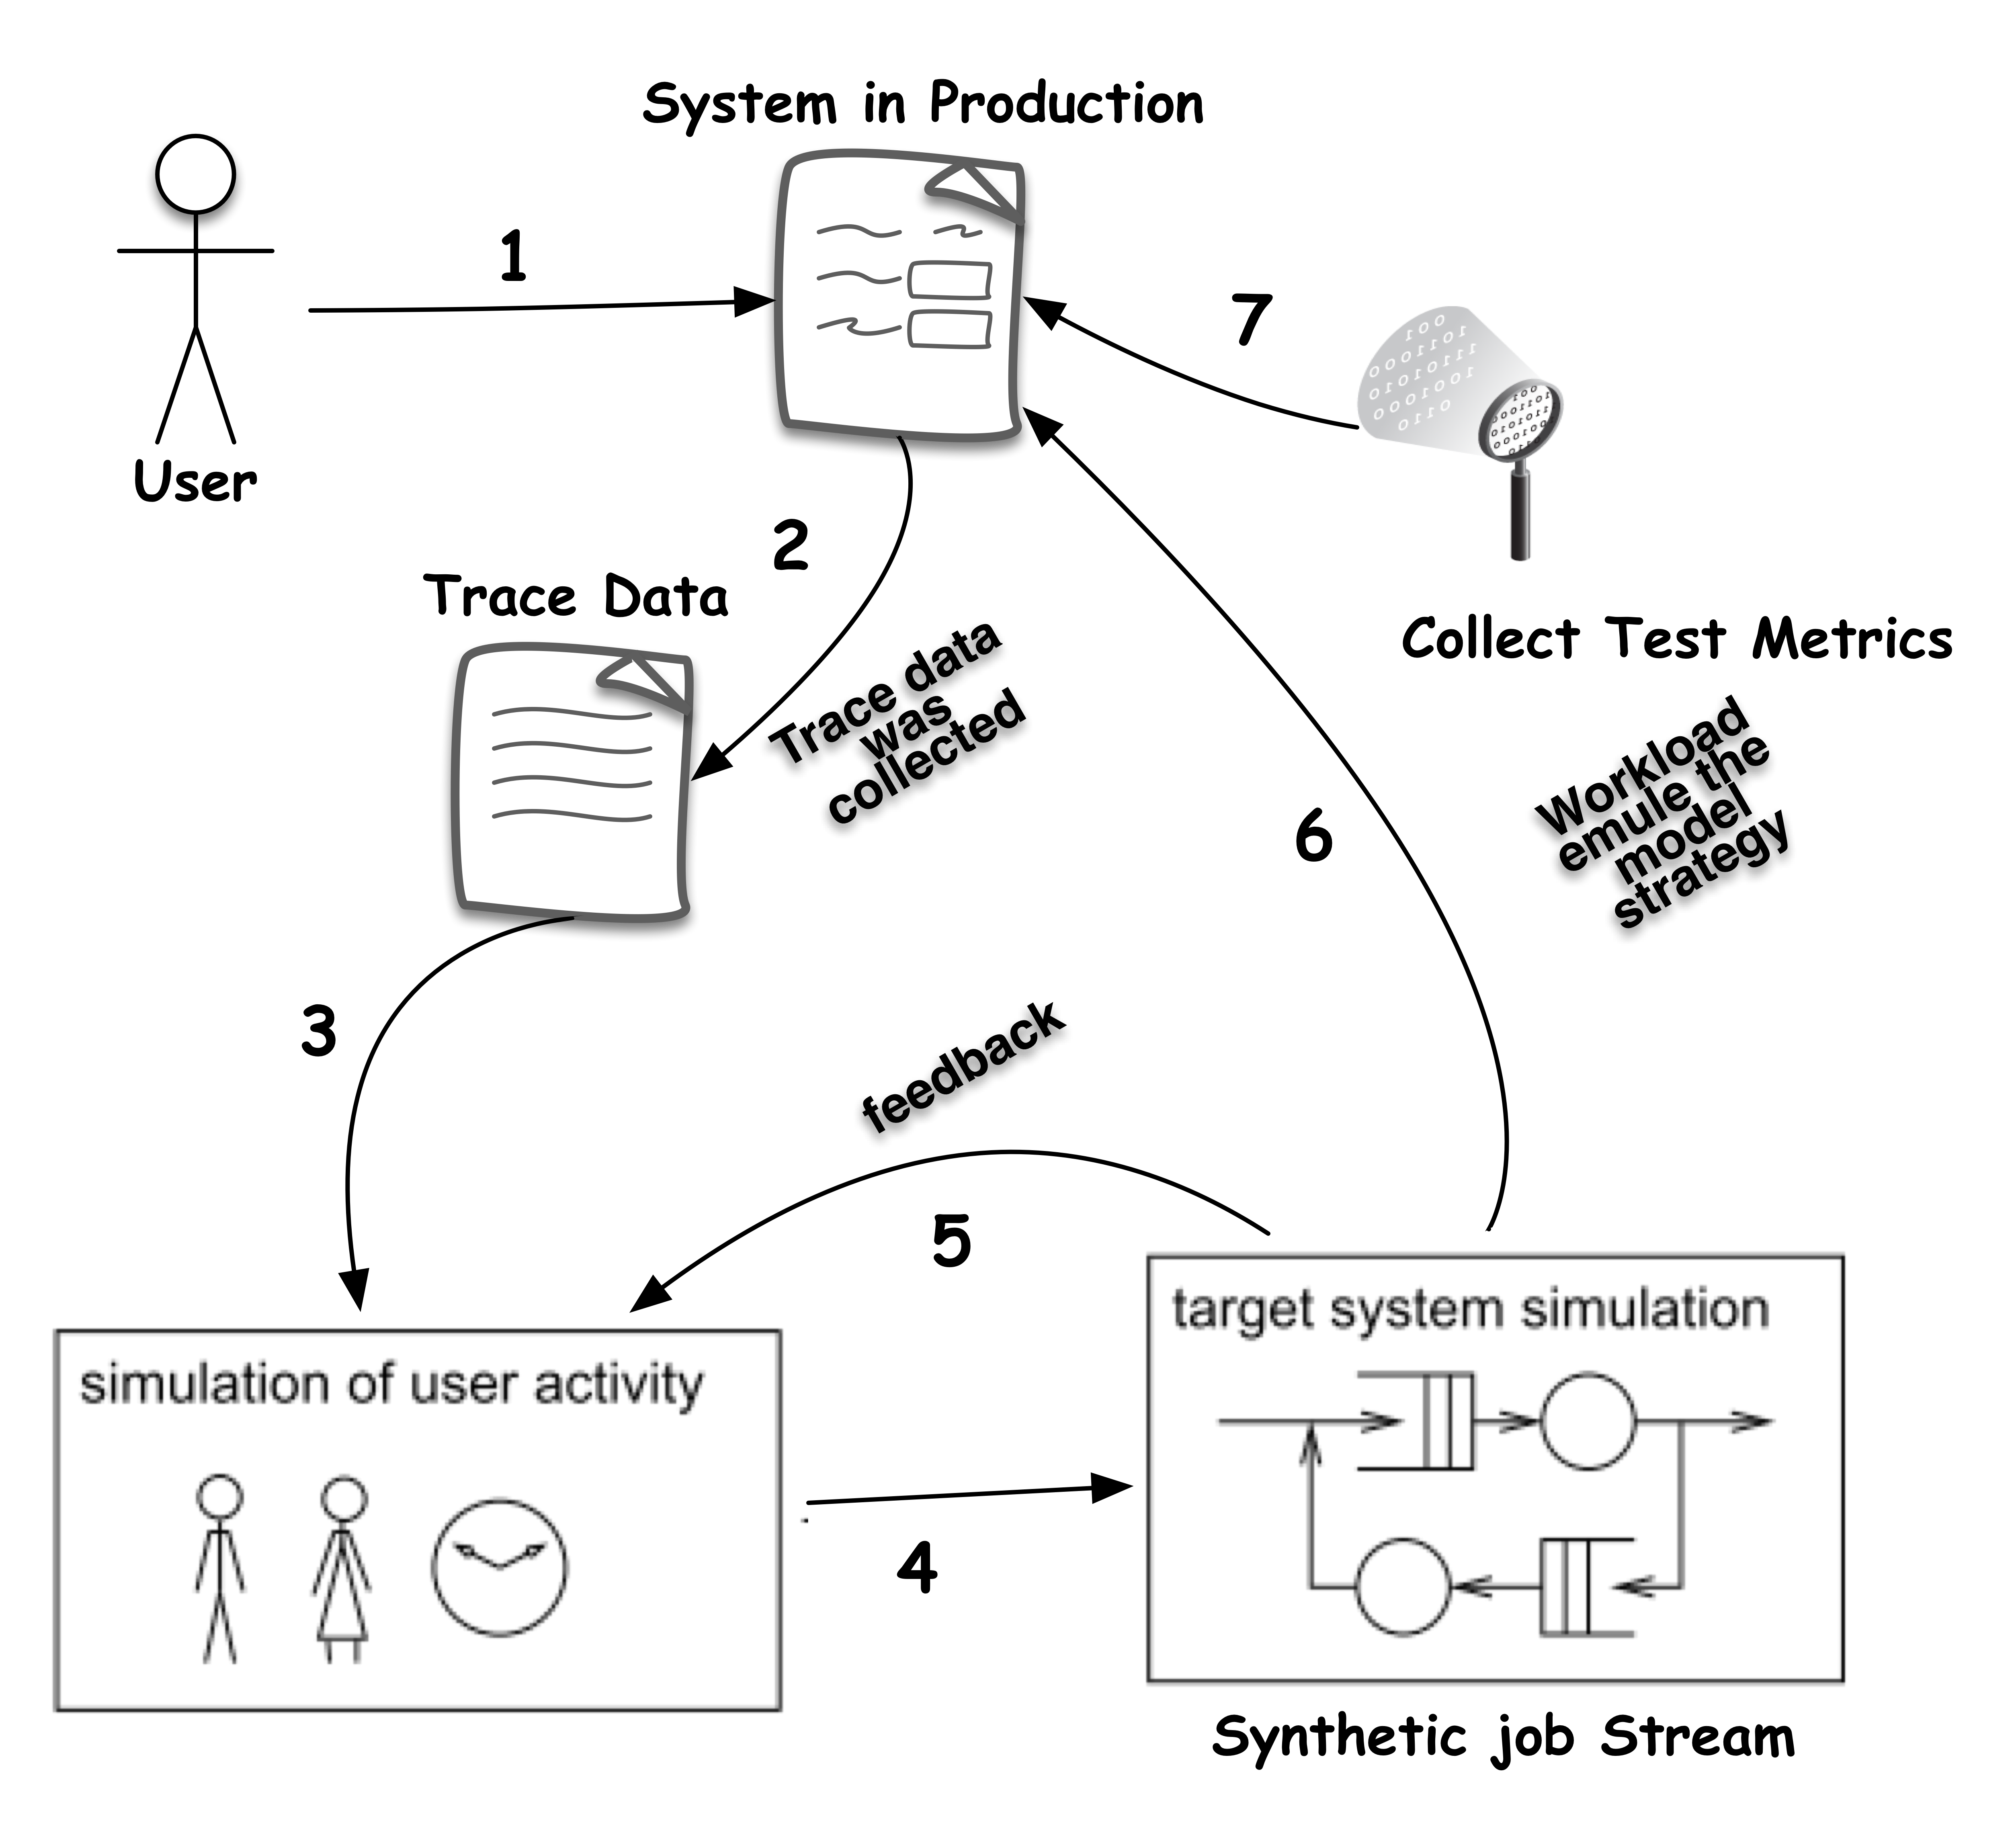 System in Production
1
7
User
2
Trace Data
Collect Test Metrics
Trace data
was
collected
Workload
emule the
model
strategy
6
3
feedback
5
target system simulation
simulation of user activity
4
Synthetic job Stream